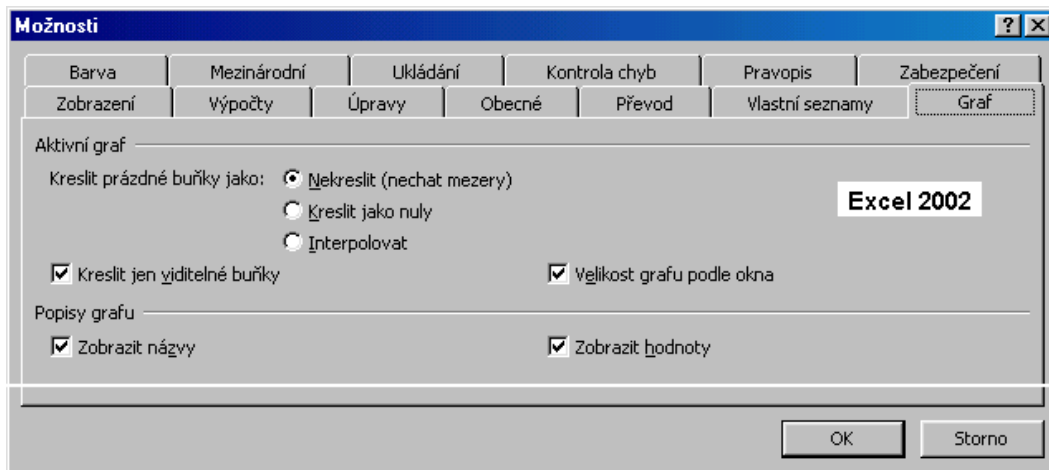 Možnosti
Barva Mezinárodní Ukládání Kontrola chyb Pravopis Zabezpečení
Zobrazení Výpočty Úpravy Obecné Převod Vlastní seznamy Graf
Aktivní graf
Kreslit prázdné buňky jako: Nekreslit (nechat mezery)
Excel 2002
Kreslit jako nuly
Interpolovat
Kreslit jen viditelné buňky Velikost grafu podle okna
Popisy grafu
Zobrazit názvy Zobrazit hodnoty
OK Storno